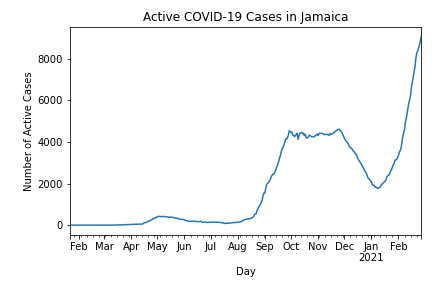 Active COVID-19 Cases in Jamaica
Number of Active Cases
8000
6000
4000
2000
0
Feb Mar Apr May Jun Jul Aug Sep Oct Nov Dec Jan Feb
2021
Day